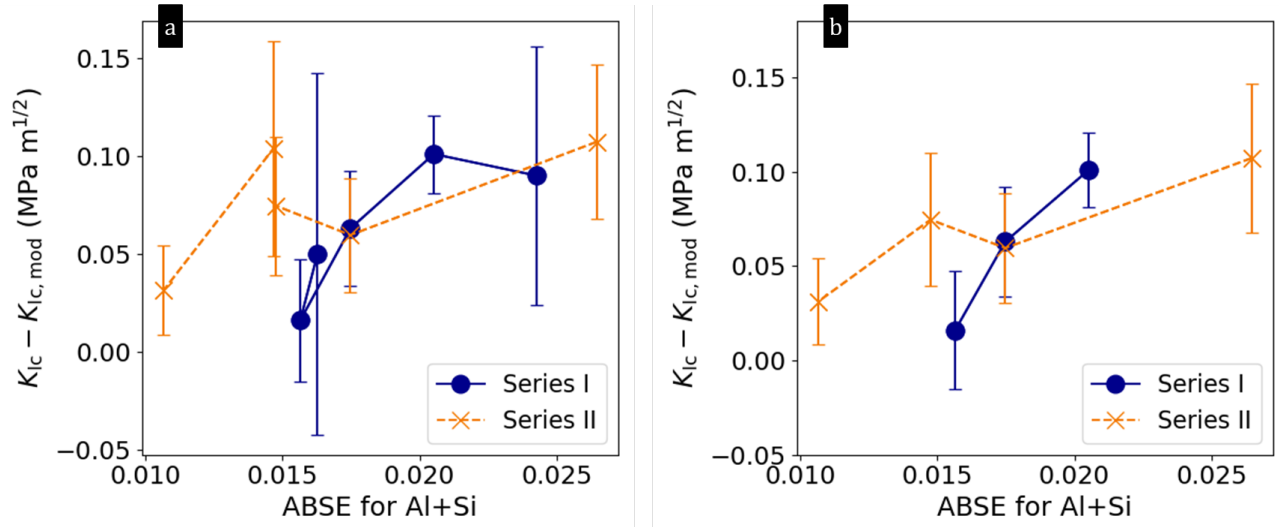 a
0.15
0.10
0.05
0.00
−0.05
K_Ic − K_Ic,mod (MPa m^1/2)
Series I
Series II
0.010 0.015 0.020 0.025
ABSE for Al+Si
b
0.15
0.10
0.05
0.00
−0.05
K_Ic − K_Ic,mod (MPa m^1/2)
Series I
Series II
0.010 0.015 0.020 0.025
ABSE for Al+Si